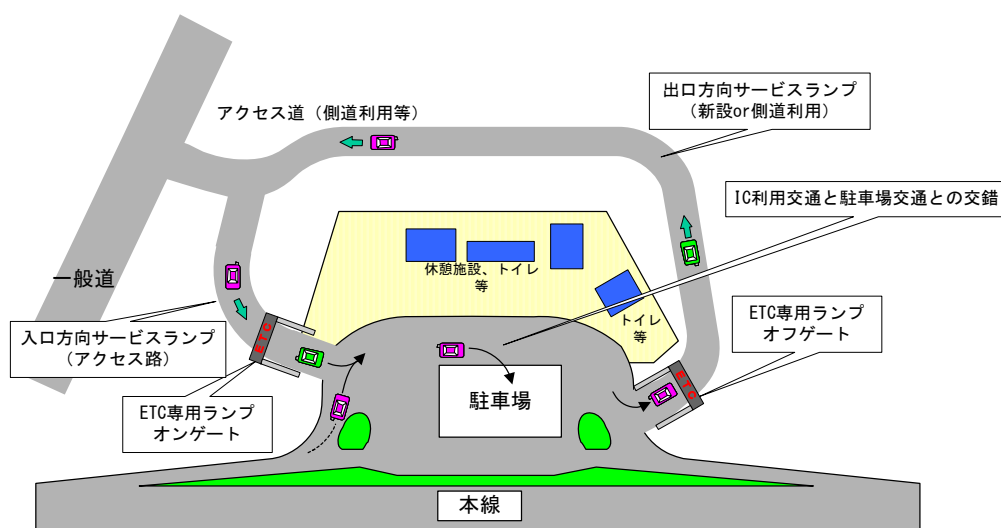 出口方向サービスランプ
（新設or側道利用）
アクセス道（側道利用等）
IC利用交通と駐車場交通との交錯
一般道
休憩施設、トイレ
等
トイレ
等
入口方向サービスランプ
（アクセス路）
ETC専用ランプ
オフゲート
ETC
ETC
駐車場
ETC専用ランプ
オンゲート
本線